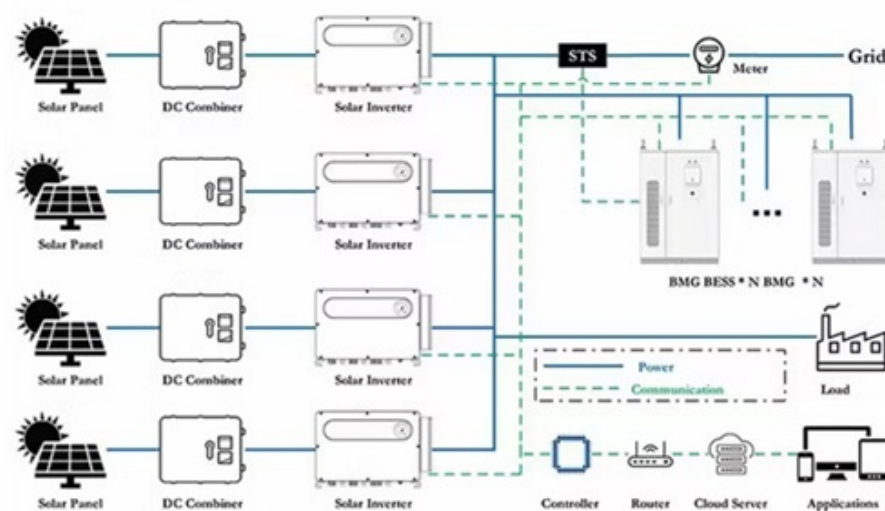 STS
Meter
Grid
Solar Panel
DC Combiner
Solar Inverter
Solar Panel
DC Combiner
Solar Inverter
BMG BESS * N BMG * N
Solar Panel
DC Combiner
Solar Inverter
Power
Communication
Load
Solar Panel
DC Combiner
Solar Inverter
Controller
Router
Cloud Server
Applications